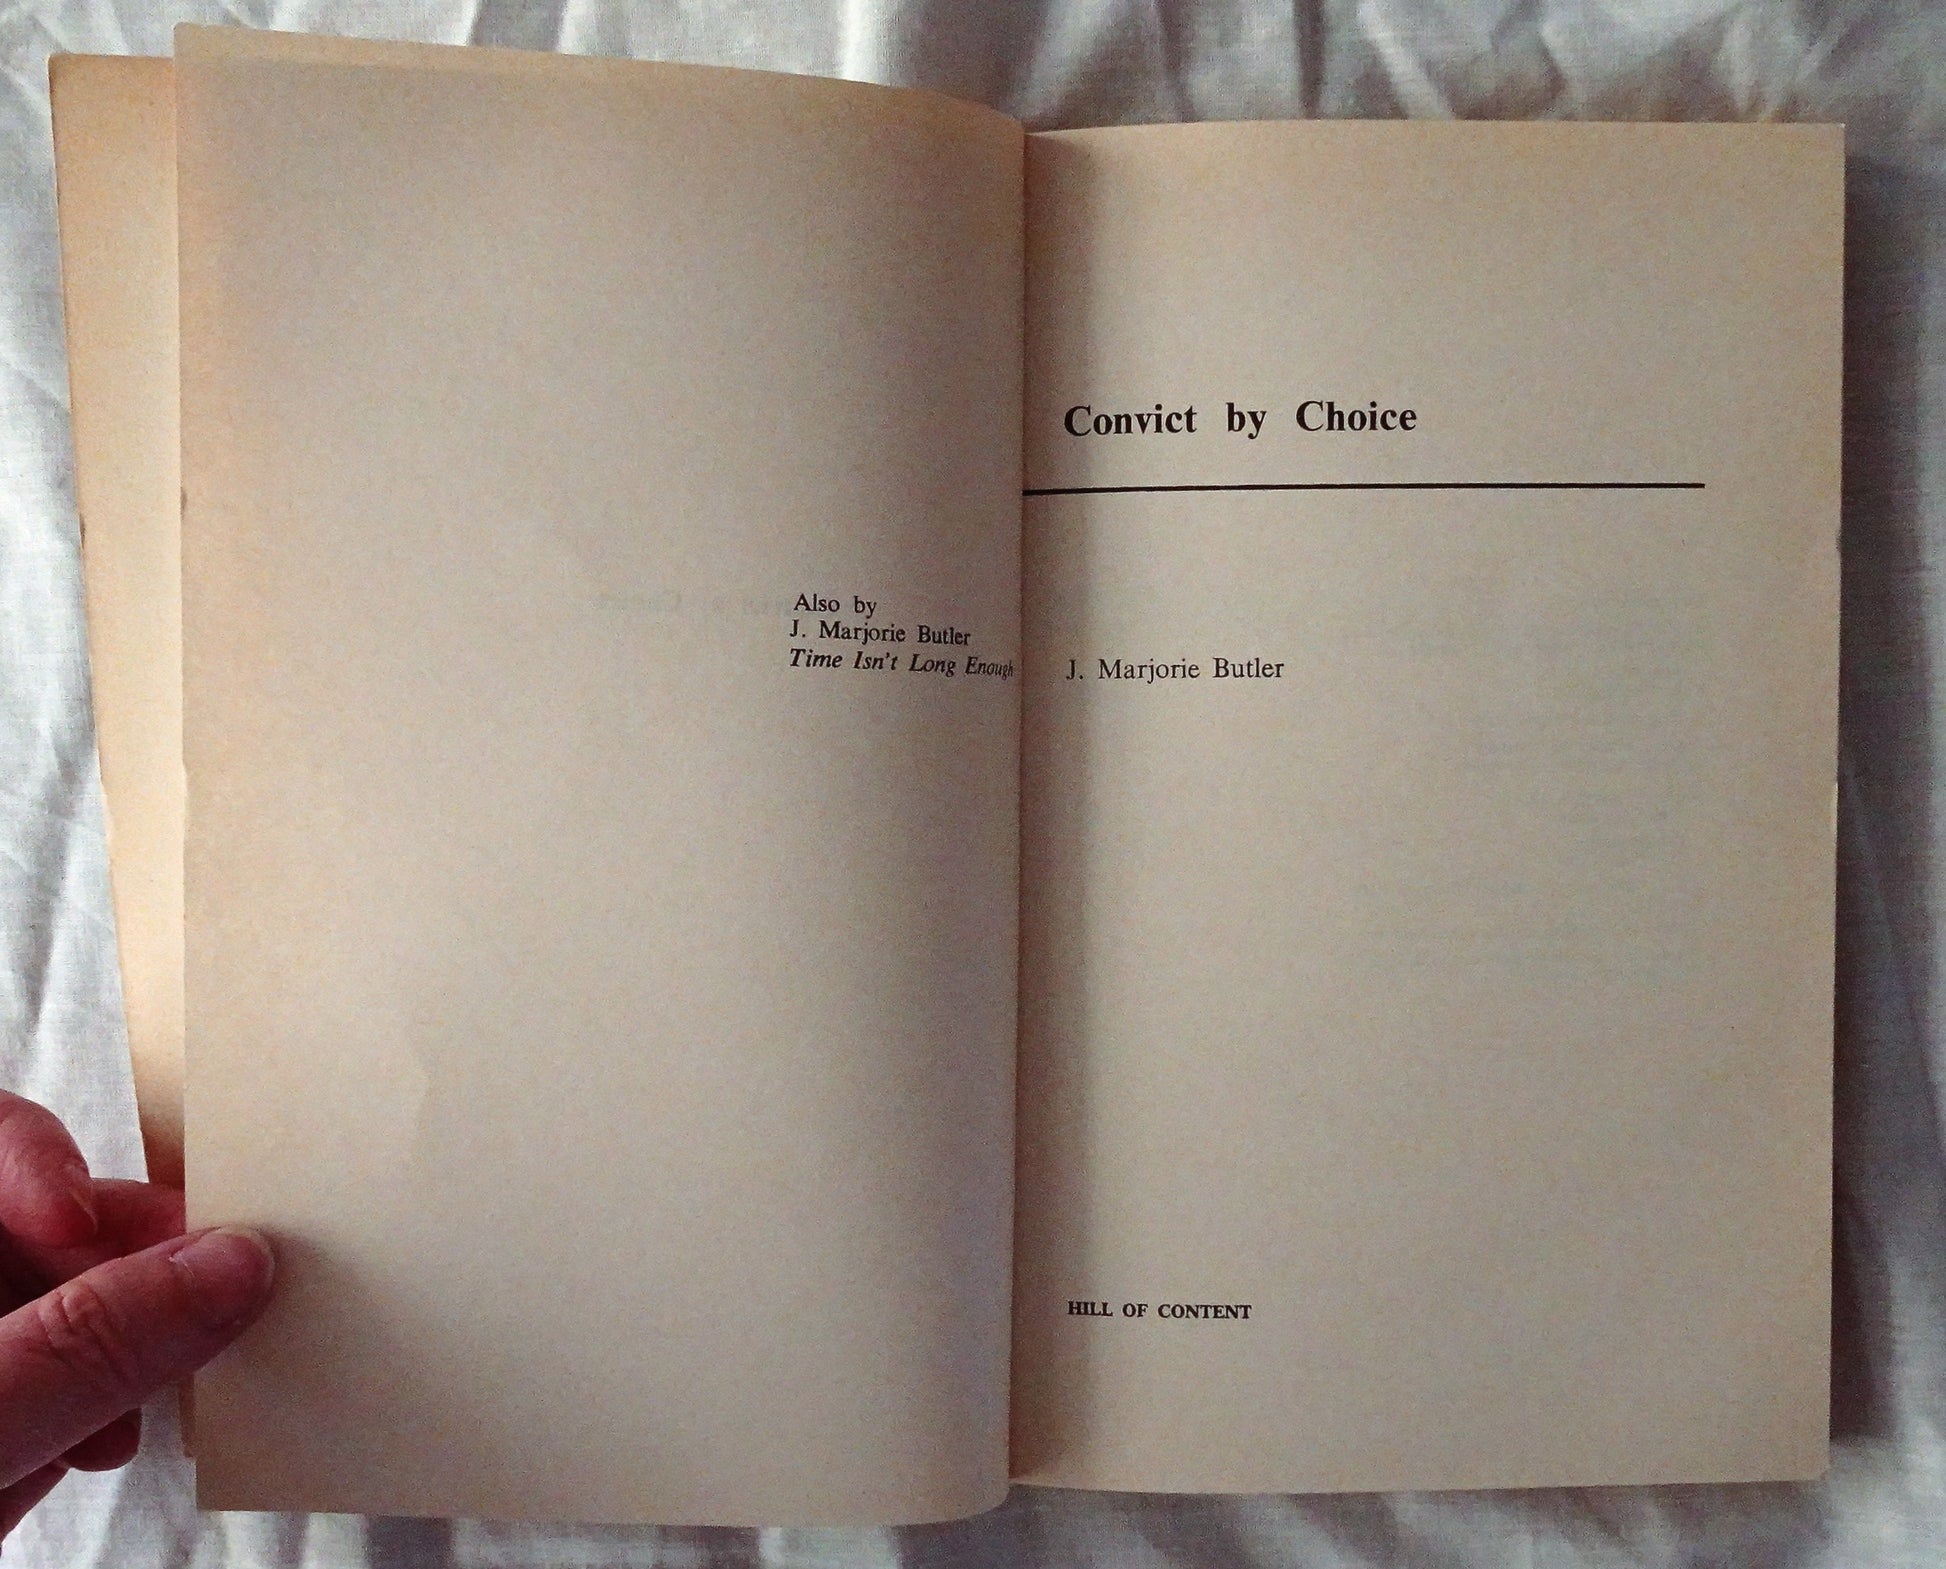 Also by
J. Marjorie Butler
Time Isn't Long Enough
Convict by Choice
J. Marjorie Butler
HILL OF CONTENT